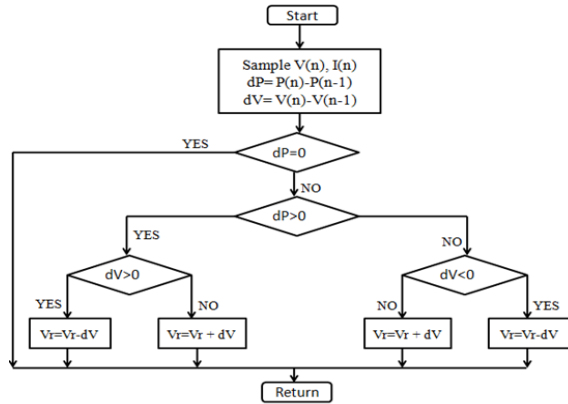 Start
Sample V(n), I(n)
dP= P(n)-P(n-1)
dV= V(n)-V(n-1)
YES
dP=0
NO
dP>0
YES
NO
dV>0
dV<0
YES
NO
NO
YES
Vr=Vr-dV
Vr=Vr + dV
Vr=Vr + dV
Vr=Vr-dV
Return